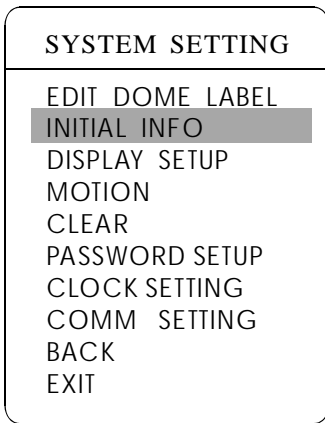 SYSTEM SETTING
EDIT DOME LABEL
INITIAL INFO
DISPLAY SETUP
MOTION
CLEAR
PASSWORD SETUP
CLOCK SETTING
COMM SETTING
BACK
EXIT